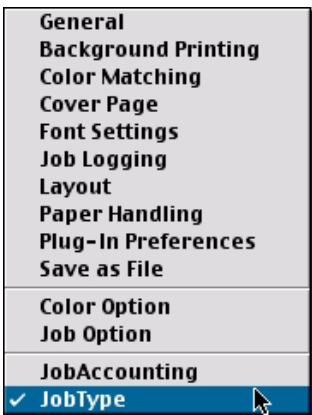 General
Background Printing
Color Matching
Cover Page
Font Settings
Job Logging
Layout
Paper Handling
Plug-In Preferences
Save as File
Color Option
Job Option
JobAccounting
✓ JobType